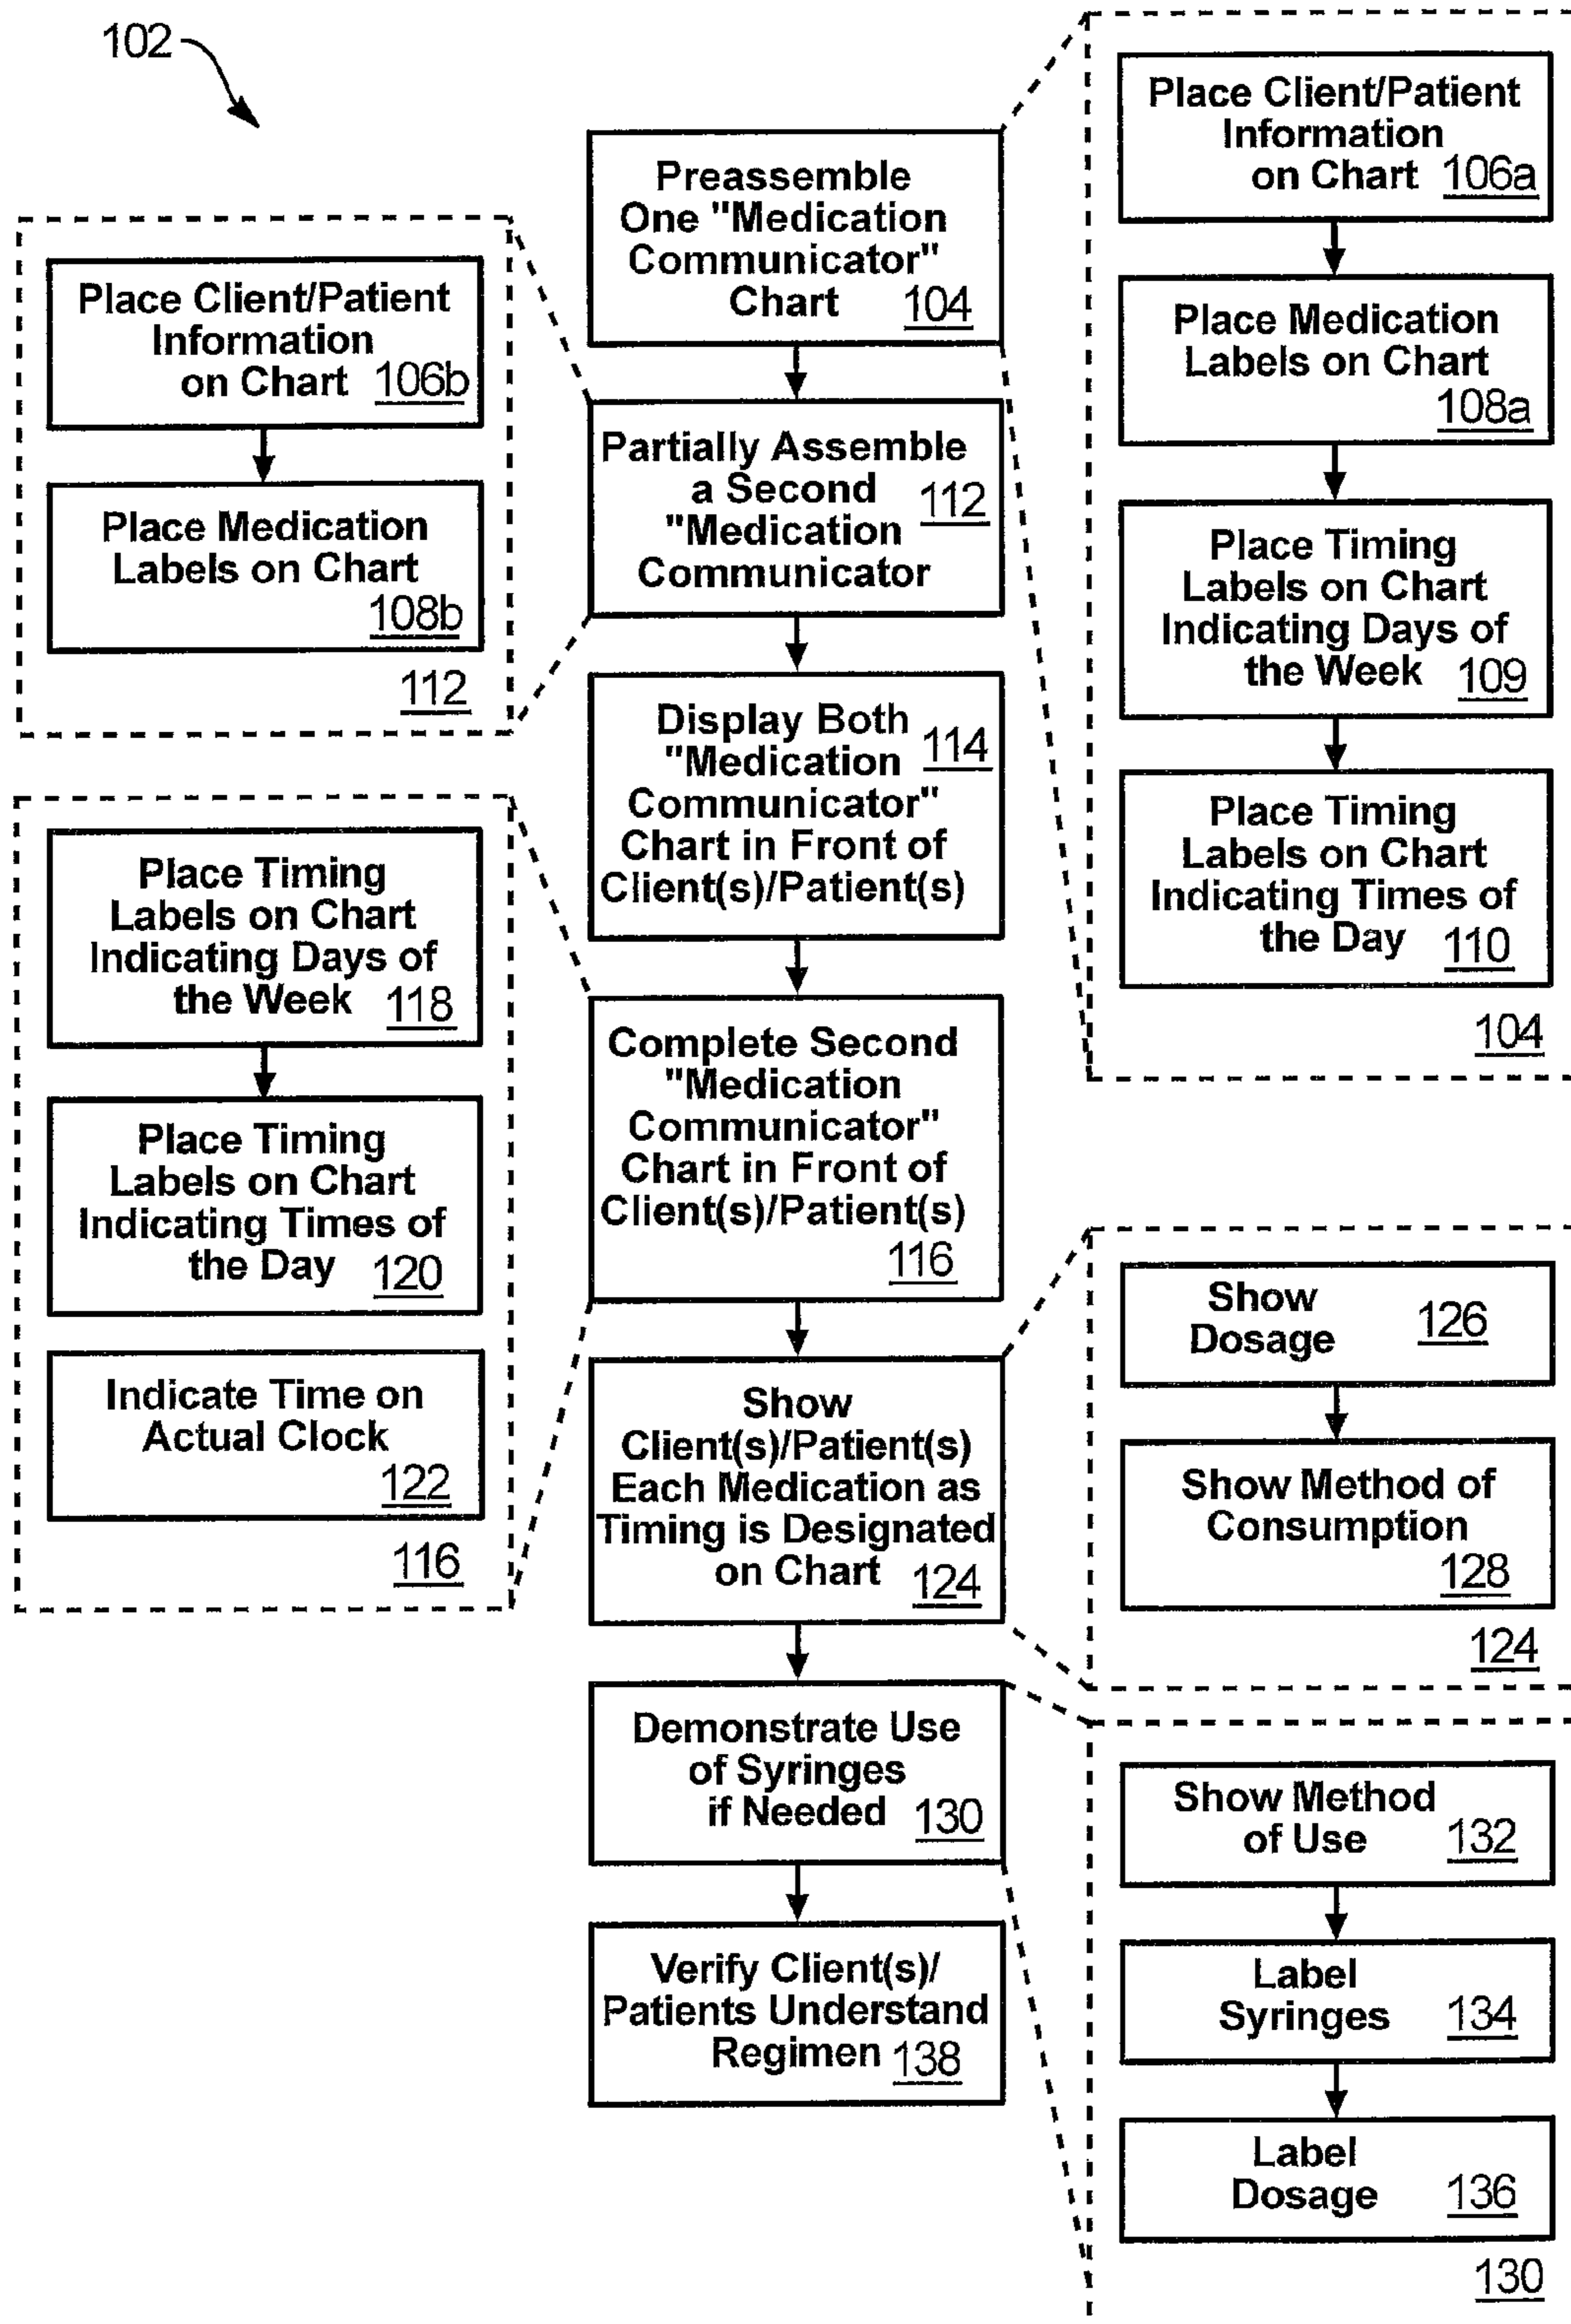 102
Preassemble
One "Medication
Communicator"
Chart 104
Partially Assemble
a Second 112
"Medication
Communicator
Display Both
"Medication 114
Communicator"
Chart in Front of
Client(s)/Patient(s)
Complete Second
"Medication
Communicator"
Chart in Front of
Client(s)/Patient(s)
116
Show
Client(s)/Patient(s)
Each Medication as
Timing is Designated
on Chart 124
Demonstrate Use
of Syringes
if Needed 130
Verify Client(s)/
Patients Understand
Regimen 138
Place Client/Patient
Information
on Chart 106a
Place Medication
Labels on Chart
108a
Place Timing
Labels on Chart
Indicating Days of
the Week 109
Place Timing
Labels on Chart
Indicating Times of
the Day 110
104
Place Client/Patient
Information
on Chart 106b
Place Medication
Labels on Chart
108b
112
Place Timing
Labels on Chart
Indicating Days of
the Week 118
Place Timing
Labels on Chart
Indicating Times of
the Day 120
Indicate Time on
Actual Clock
122
116
Show
Dosage 126
Show Method of
Consumption
128
124
Show Method
of Use 132
Label
Syringes 134
Label
Dosage 136
130